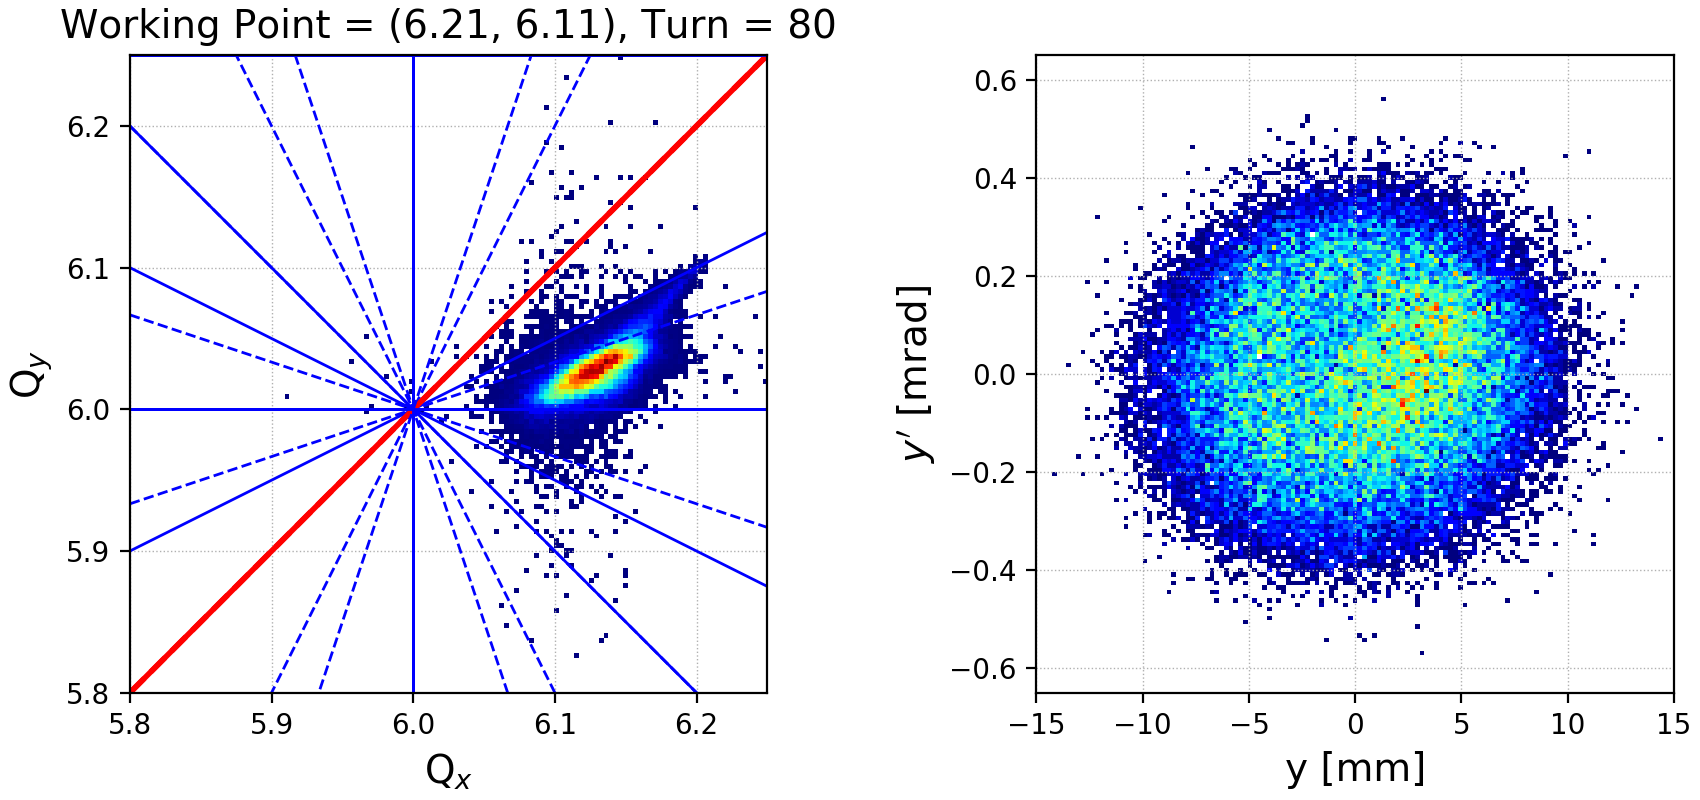 Working Point = (6.21, 6.11), Turn = 80
6.2
6.1
6.0
5.9
5.8
Q_y
5.8 5.9 6.0 6.1 6.2
Q_x
0.6
0.4
0.2
0.0
−0.2
−0.4
−0.6
y′ [mrad]
−15 −10 −5 0 5 10 15
y [mm]